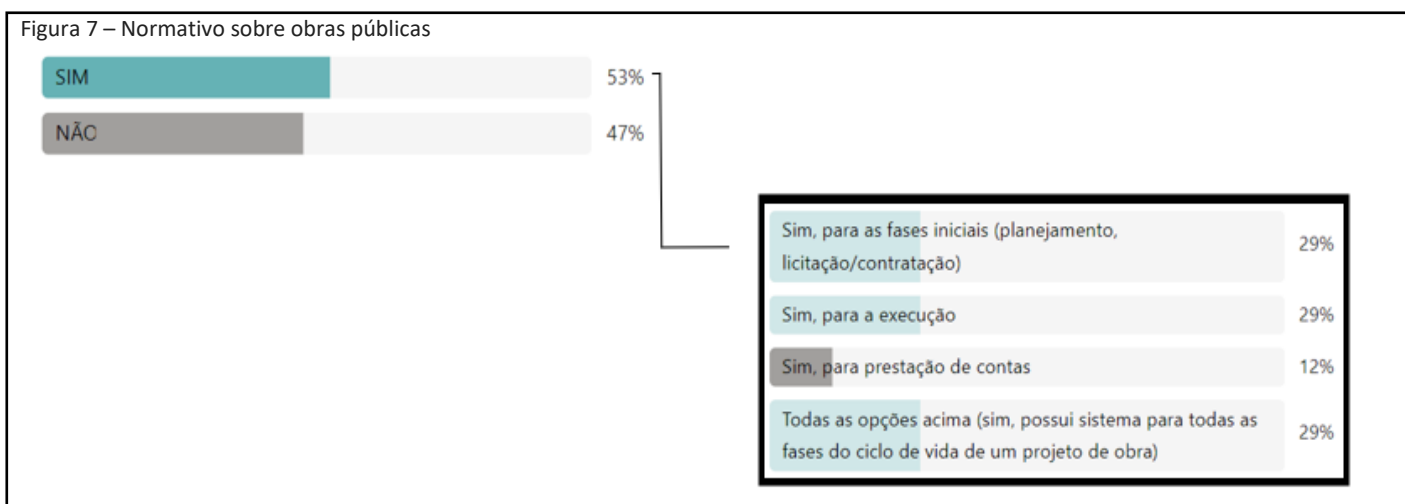 Figura 7 – Normativo sobre obras públicas
SIM 53%
NÃO 47%
Sim, para as fases iniciais (planejamento,
licitação/contratação) 29%
Sim, para a execução 29%
Sim, para prestação de contas 12%
Todas as opções acima (sim, possui sistema para todas as
fases do ciclo de vida de um projeto de obra) 29%